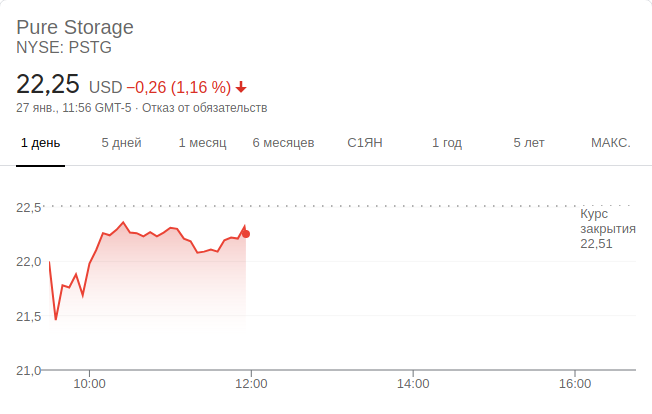 Pure Storage
NYSE: PSTG
22,25 USD −0,26 (1,16 %)
27 янв., 11:56 GMT-5 · Отказ от обязательств
1 день 5 дней 1 месяц 6 месяцев С1ЯН 1 год 5 лет МАКС.
22,5
Курс
закрытия
22,51
22,0
21,5
21,0
10:00 12:00 14:00 16:00